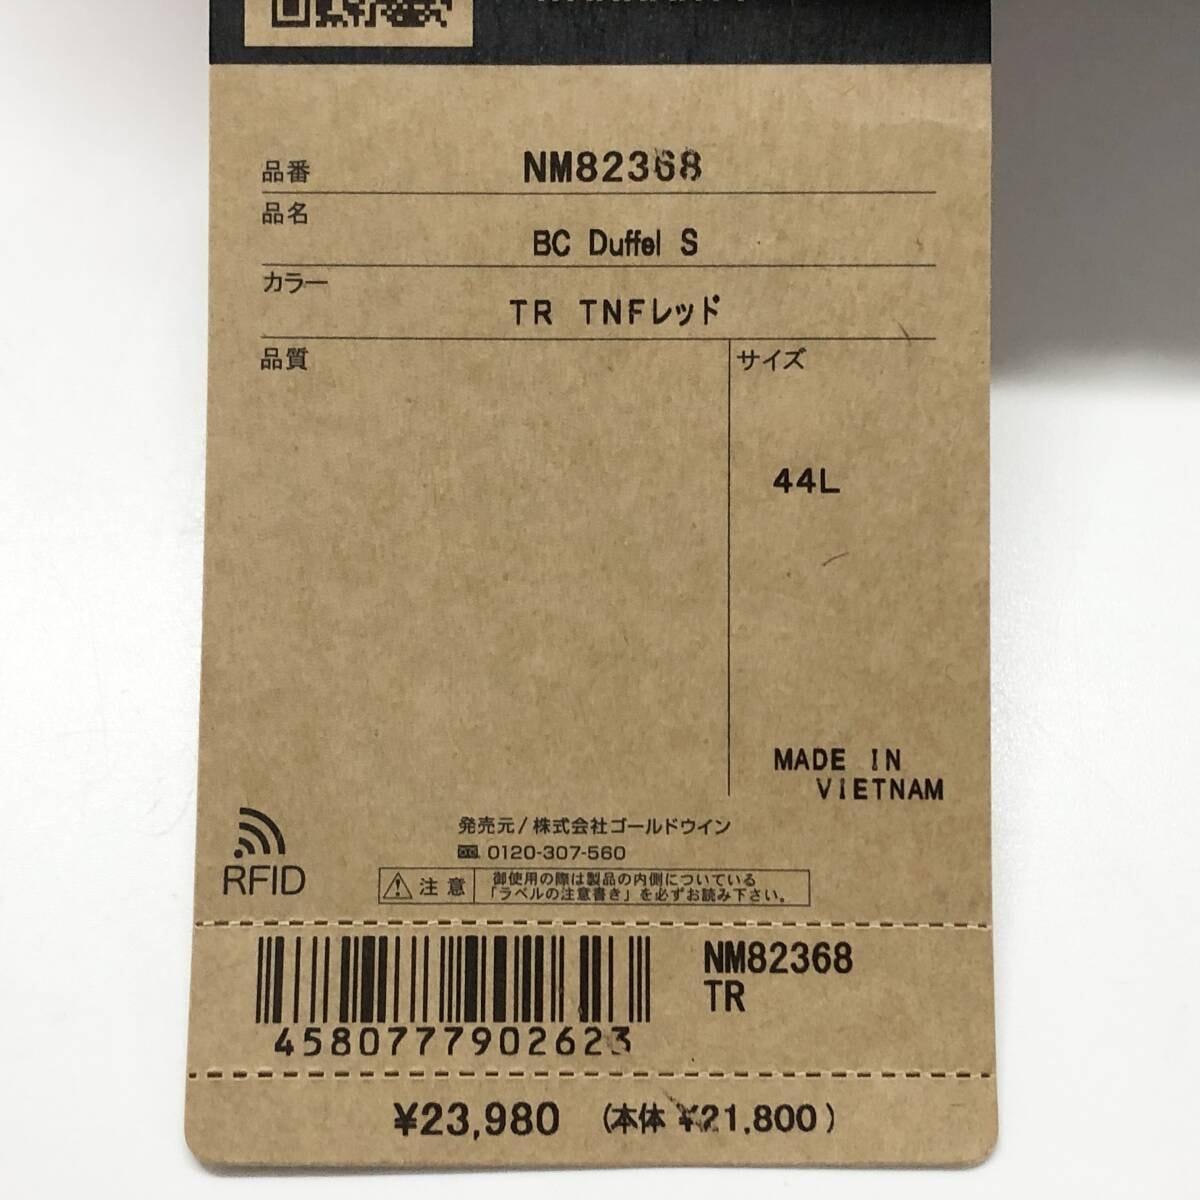 品番 NM82368
品名
BC Duffel S
カラー
TR TNFレッド
品質
サイズ
44L
MADE IN
VIETNAM
発売元/株式会社ゴールドウイン
0120-307-560
RFID
注意
御使用の際は製品の内側についている
「ラベルの注意書き」を必ずお読み下さい。
NM82368
TR
4580777902623
¥23,980 (本体 ¥21,800)